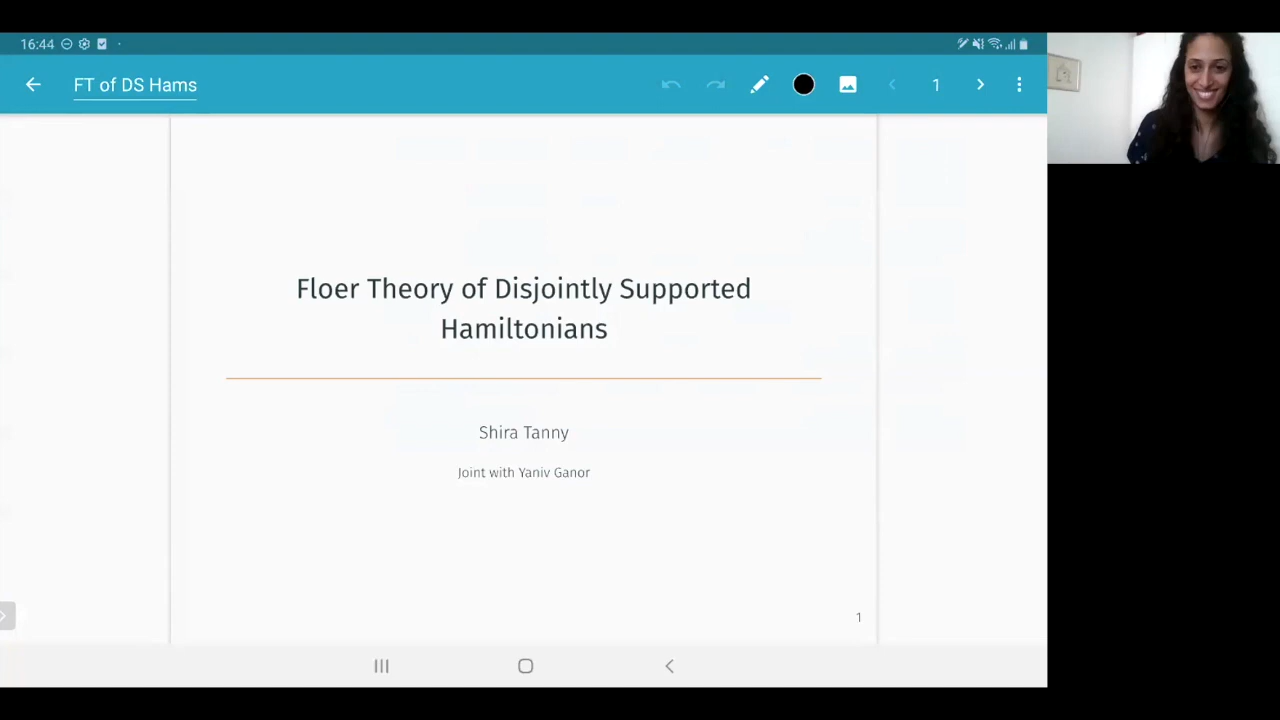 16:44
FT of DS Hams
1
Floer Theory of Disjointly Supported
Hamiltonians
Shira Tanny
Joint with Yaniv Ganor
1